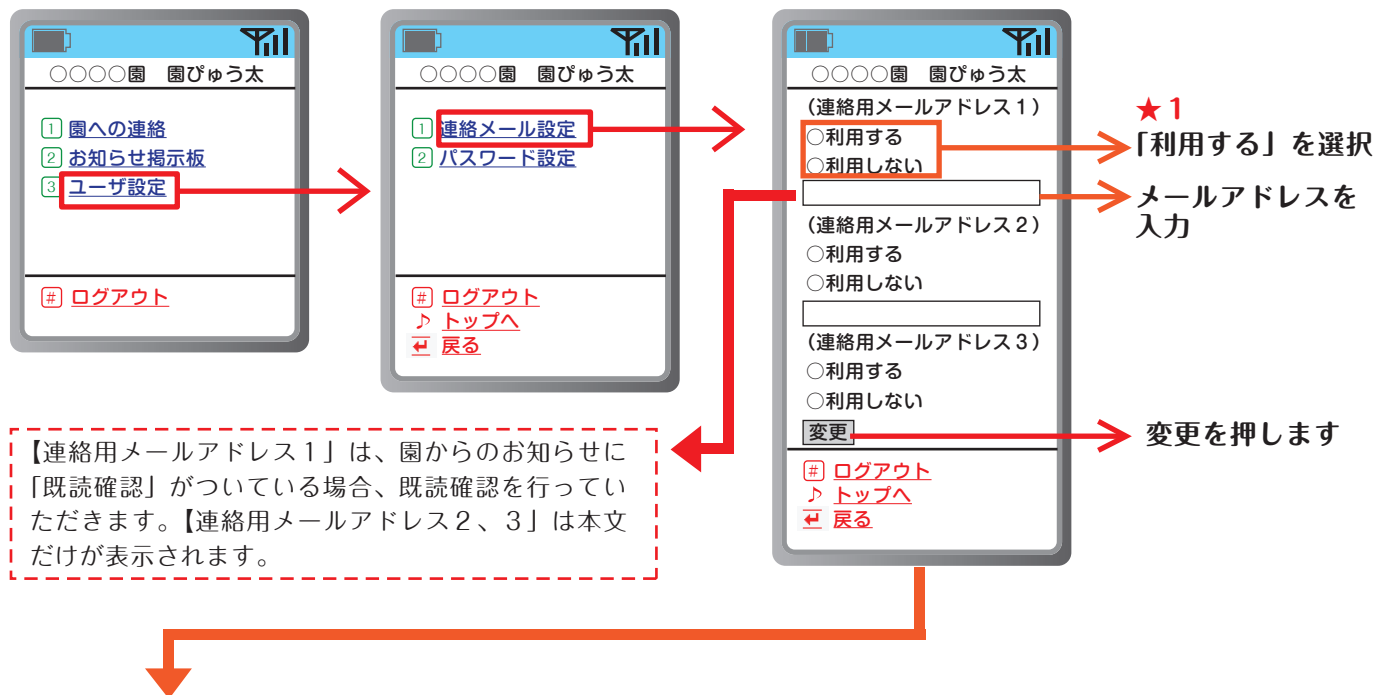 ○○○○園 園ぴゅう太
1 園への連絡
2 お知らせ掲示板
3 ユーザ設定
# ログアウト
○○○○園 園ぴゅう太
1 連絡メール設定
2 パスワード設定
# ログアウト
♪ トップへ
戻る
○○○○園 園ぴゅう太
(連絡用メールアドレス1)
○利用する
○利用しない
(連絡用メールアドレス2)
○利用する
○利用しない
(連絡用メールアドレス3)
○利用する
○利用しない
変更
# ログアウト
♪ トップへ
戻る
★1
「利用する」を選択
メールアドレスを
入力
変更を押します
【連絡用メールアドレス1」は、園からのお知らせに
「既読確認」がついている場合、既読確認を行ってい
ただきます。【連絡用メールアドレス2、3」は本文
だけが表示されます。